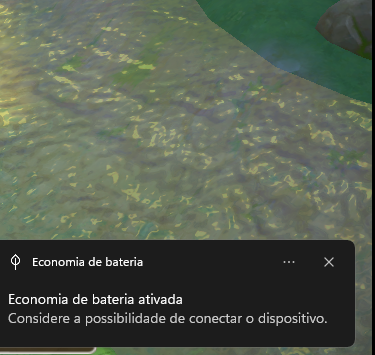 Economia de bateria
Economia de bateria ativada
Considere a possibilidade de conectar o dispositivo.